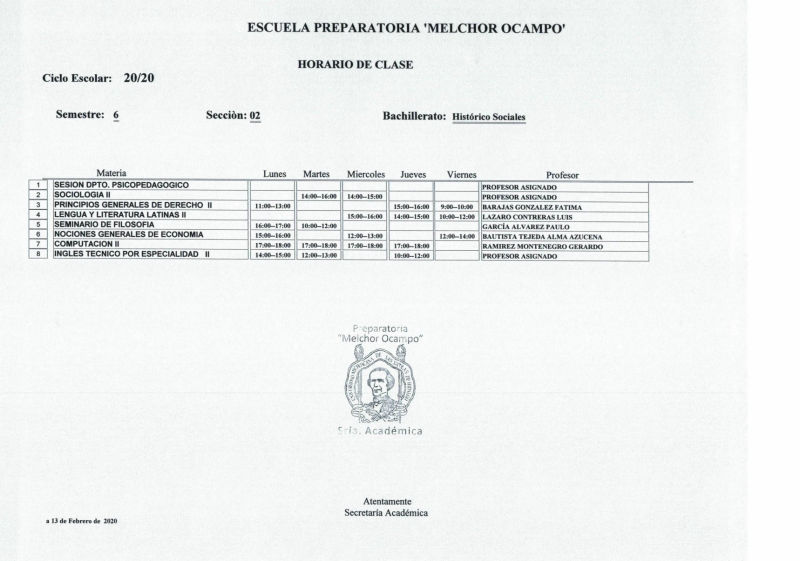 ESCUELA PREPARATORIA 'MELCHOR OCAMPO'
HORARIO DE CLASE
Ciclo Escolar: 20/20
Semestre: 6 Secciòn: 02 Bachillerato: Histórico Sociales
Materia Lunes Martes Miercoles Jueves Viernes Profesor
1 SESION DPTO. PSICOPEDAGOGICO PROFESOR ASIGNADO
2 SOCIOLOGIA II 14:00--16:00 14:00--15:00 PROFESOR ASIGNADO
3 PRINCIPIOS GENERALES DE DERECHO II 11:00--13:00 15:00--16:00 9:00--10:00 BARAJAS GONZALEZ FATIMA
4 LENGUA Y LITERATURA LATINAS II 15:00--16:00 14:00--15:00 10:00--12:00 LAZARO CONTRERAS LUIS
5 SEMINARIO DE FILOSOFIA 16:00--17:00 10:00--12:00 GARCÍA ALVAREZ PAULO
6 NOCIONES GENERALES DE ECONOMIA 15:00--16:00 12:00--13:00 12:00--14:00 BAUTISTA TEJEDA ALMA AZUCENA
7 COMPUTACION II 17:00--18:00 17:00--18:00 17:00--18:00 17:00--18:00 RAMIREZ MONTENEGRO GERARDO
8 INGLES TECNICO POR ESPECIALIDAD II 14:00--15:00 12:00--13:00 10:00--12:00 PROFESOR ASIGNADO
Preparatoria
"Melchor Ocampo"
Sria. Académica
Atentamente
Secretaría Académica
a 13 de Febrero de 2020